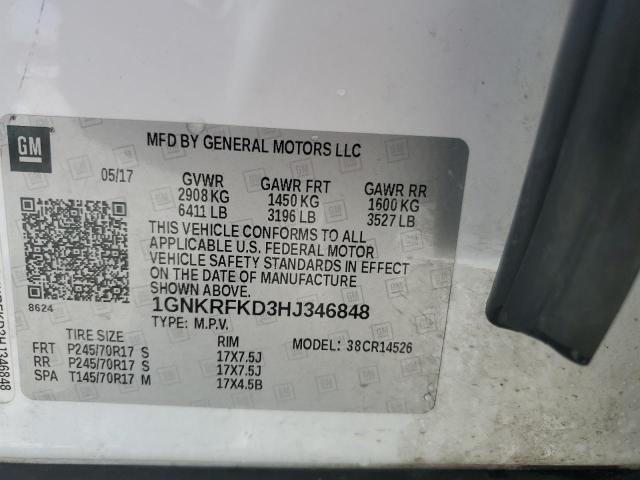 GM
®
MFD BY GENERAL MOTORS LLC
05/17
GVWR GAWR FRT GAWR RR
2908 KG 1450 KG 1600 KG
6411 LB 3196 LB 3527 LB
THIS VEHICLE CONFORMS TO ALL
APPLICABLE U.S. FEDERAL MOTOR
VEHICLE SAFETY STANDARDS IN EFFECT
ON THE DATE OF MANUFACTURE
SHOWN ABOVE.
8624
1GNKRFKD3HJ346848
TYPE: M.P.V.
TIRE SIZE RIM MODEL: 38CR14526
FRT P245/70R17 S 17X7.5J
RR P245/70R17 S 17X7.5J
SPA T145/70R17 M 17X4.5B
KD3HJ346848